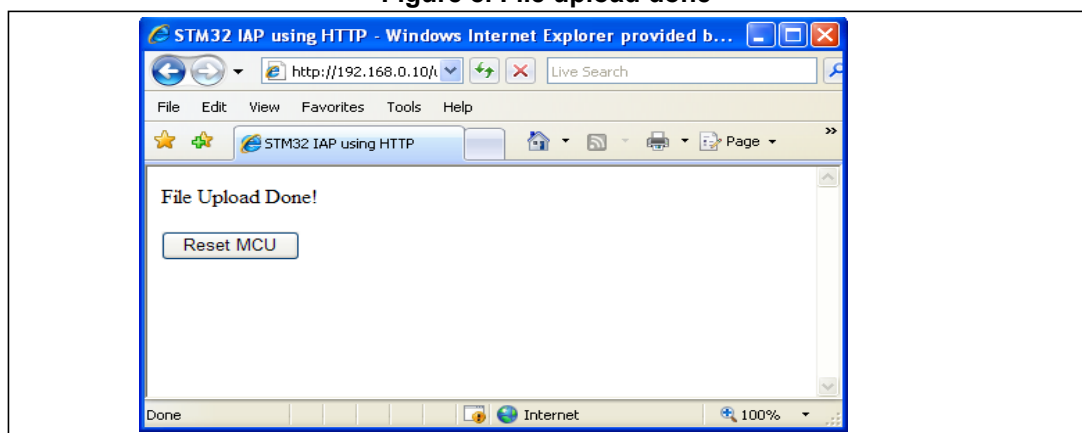 Figure 8. File upload done
STM32 IAP using HTTP - Windows Internet Explorer provided b...
http://192.168.0.10/
Live Search
File Edit View Favorites Tools Help
STM32 IAP using HTTP
Page
File Upload Done!
Reset MCU
Done
Internet
100%